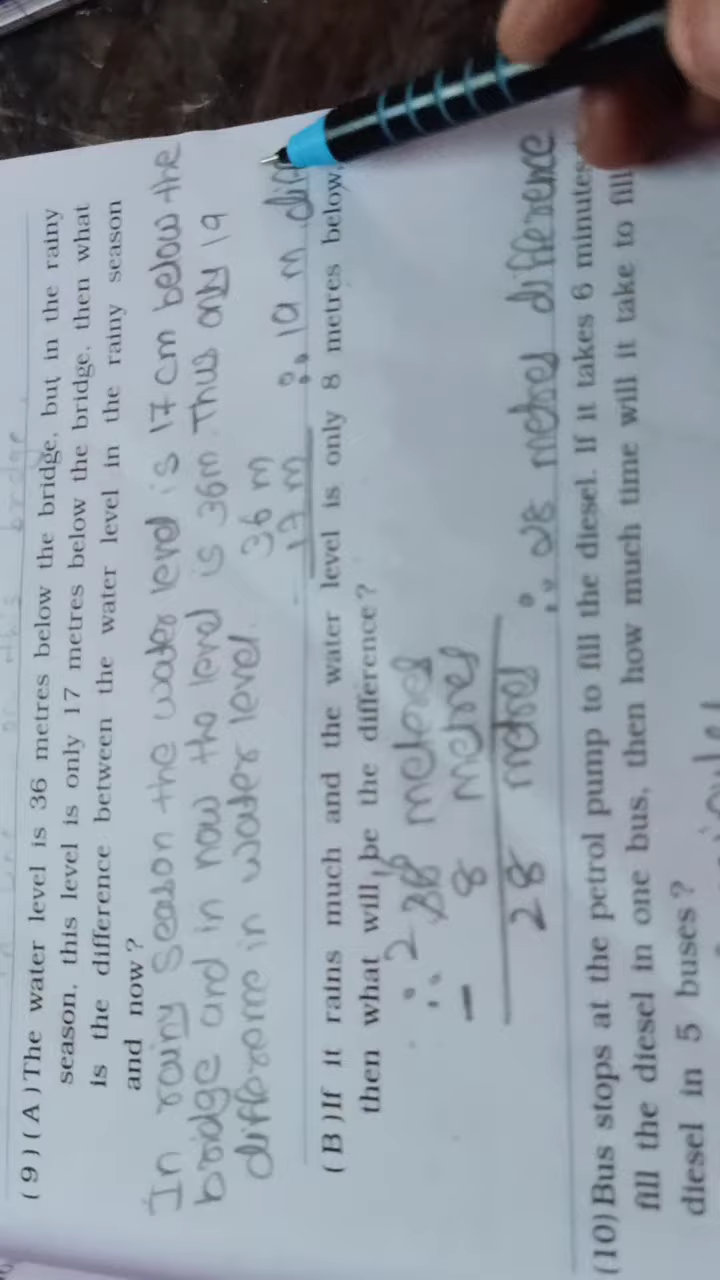 (9)(A)The water level is 36 metres below the bridge, but in the rainy
season, this level is only 17 metres below the bridge, then what
is the difference between the water level in the rainy season
and now?
In rainy season the water level is 17 cm below the
bridge and in now the level is 36m. Thus only 19
difference in water level.
36 m
- 17 m ∴ 19 m
(B)If it rains much and the water level is only 8 metres below,
then what will be the difference?
∴ 36 meters
- 8 metres
28 metres ∴ 28 metres difference
(10)Bus stops at the petrol pump to fill the diesel. If it takes 6 minutes
fill the diesel in one bus, then how much time will it take to fill
diesel in 5 buses?